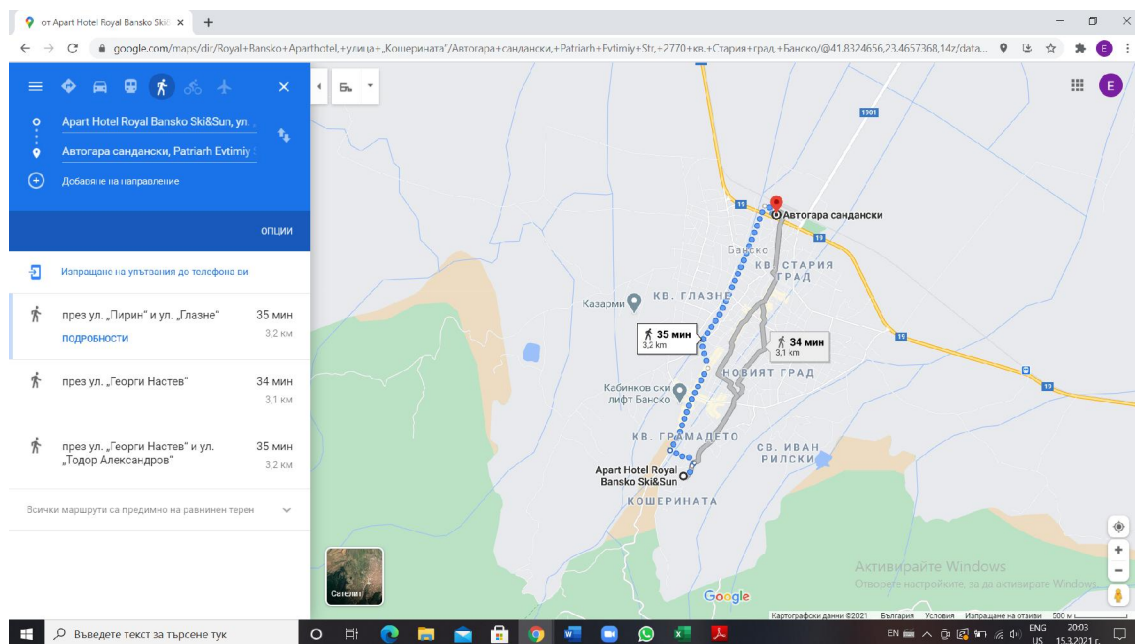 от Apart Hotel Royal Bansko Ski&
google.com/maps/dir/Royal+Bansko+Aparthotel,+улица+„Кошерината"/Автогара+сандански,+Patriarh+Evtimiy+Str,+2770+кв.+Стария+град,+Банско/@41.8324656,23.4657368,14z/data...
E
Apart Hotel Royal Bansko Ski&Sun, ул.
Автогара сандански, Patriarh Evtimiy
Добавяне на направление
ОПЦИИ
Изпращане на упътвания до телефона ви
през ул. „Пирин" и ул. „Глазне"
35 мин
3,2 км
ПОДРОБНОСТИ
през ул. „Георги Настев"
34 мин
3,1 км
през ул. „Георги Настев" и ул.
35 мин
„Тодор Александров"
3,2 км
Всички маршрути са предимно на равнинен терен
E
1901
19
Автогара сандански
19
Банско
КВ. СТАРИЯ
ГРАД
КВ. ГЛАЗНЕ
Казарми
35 мин
3,2 km
34 мин
3,1 km
19
НОВИЯТ ГРАД
19
Кабинков ски
лифт Банско
КВ. ГРАМАДЕТО
СВ. ИВАН
РИЛСКИ
Apart Hotel Royal
Bansko Ski&Sun
КОШЕРИНАТА
Сателит
Google
Активирайте Windows
Отворете настройките, за да активирате Windows.
Картографски данни ©2021
България
Условия
Изпращане на отзиви
500 м
Въведете текст за търсене тук
EN
ENG
US
20:03
15.3.2021 г.